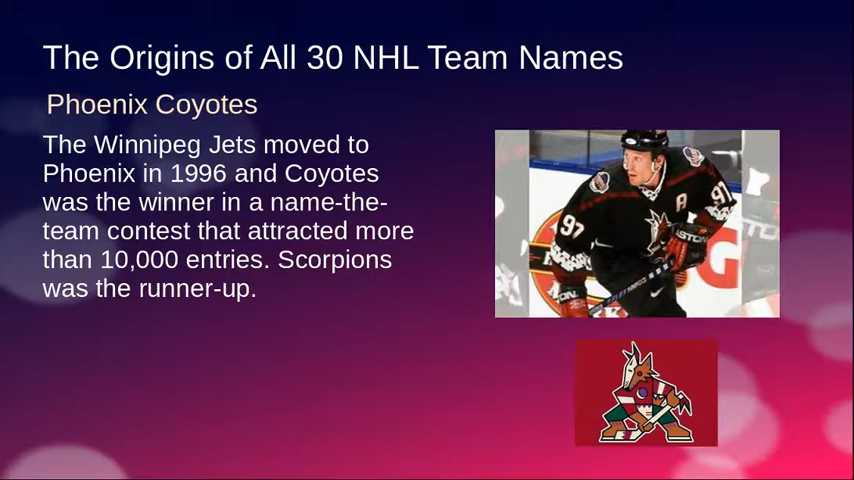 The Origins of All 30 NHL Team Names
Phoenix Coyotes
The Winnipeg Jets moved to
Phoenix in 1996 and Coyotes
was the winner in a name-the-
team contest that attracted more
than 10,000 entries. Scorpions
was the runner-up.
97
A
97
G